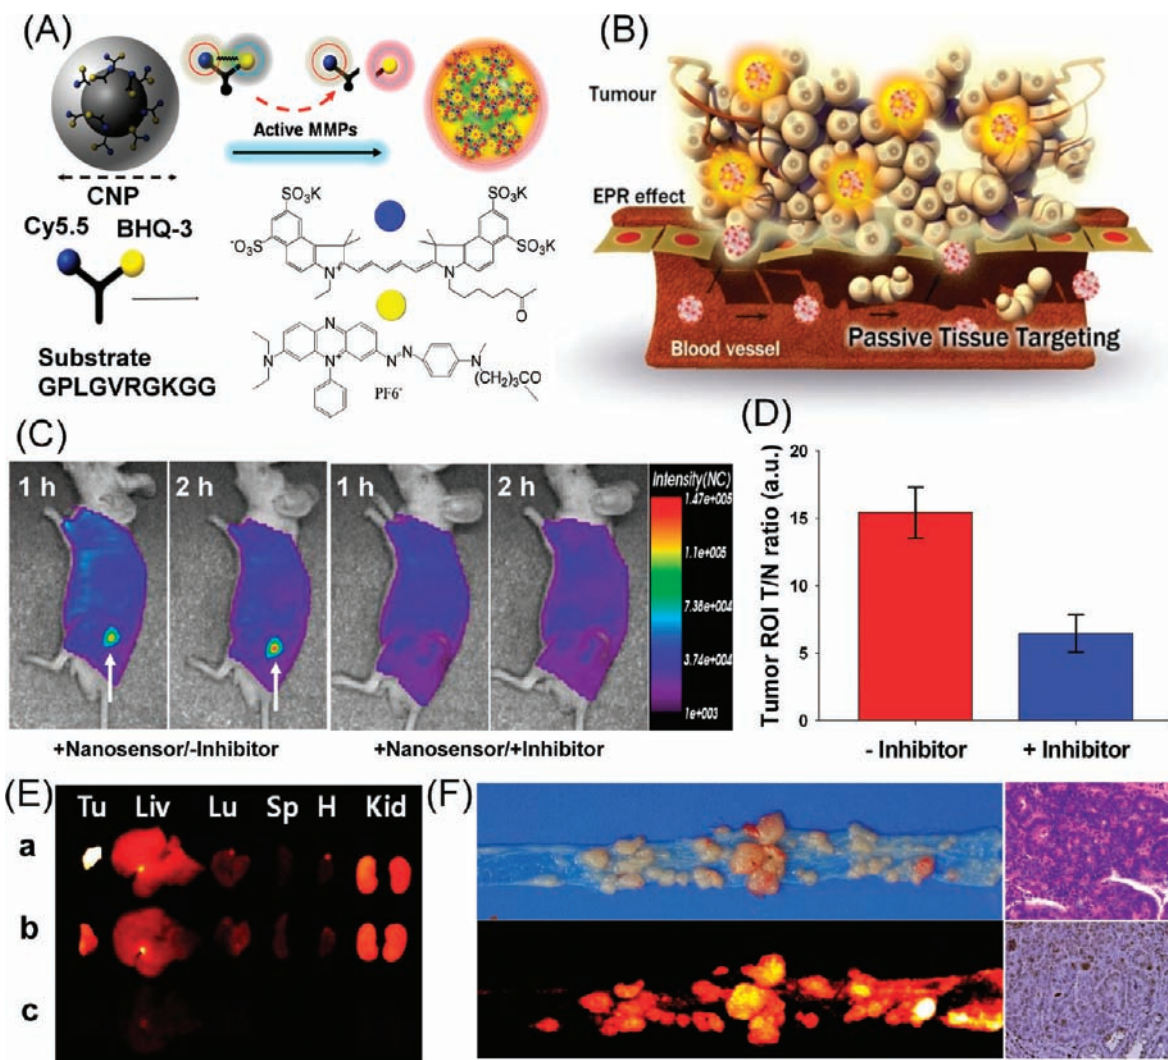 (A)
Active MMPs
CNP
Cy5.5 BHQ-3
Substrate
GPLGVRGKGG
SO₃K
SO₃K
⁻O₃S
SO₃K
N⁺
N
O
N
N
N⁺
N
N
N
(CH₂)₃CO
PF6⁻
(B)
Tumour
EPR effect
Blood vessel
Passive Tissue Targeting
(C)
1 h
2 h
1 h
2 h
Intensity(NC)
1.47e+005
1.1e+005
7.36e+004
3.74e+004
1e+003
+Nanosensor/-Inhibitor
+Nanosensor/+Inhibitor
(D)
Tumor ROI T/N ratio (a.u.)
20
15
10
5
0
- Inhibitor
+ Inhibitor
(E)
Tu Liv Lu Sp H Kid
a
b
c
(F)